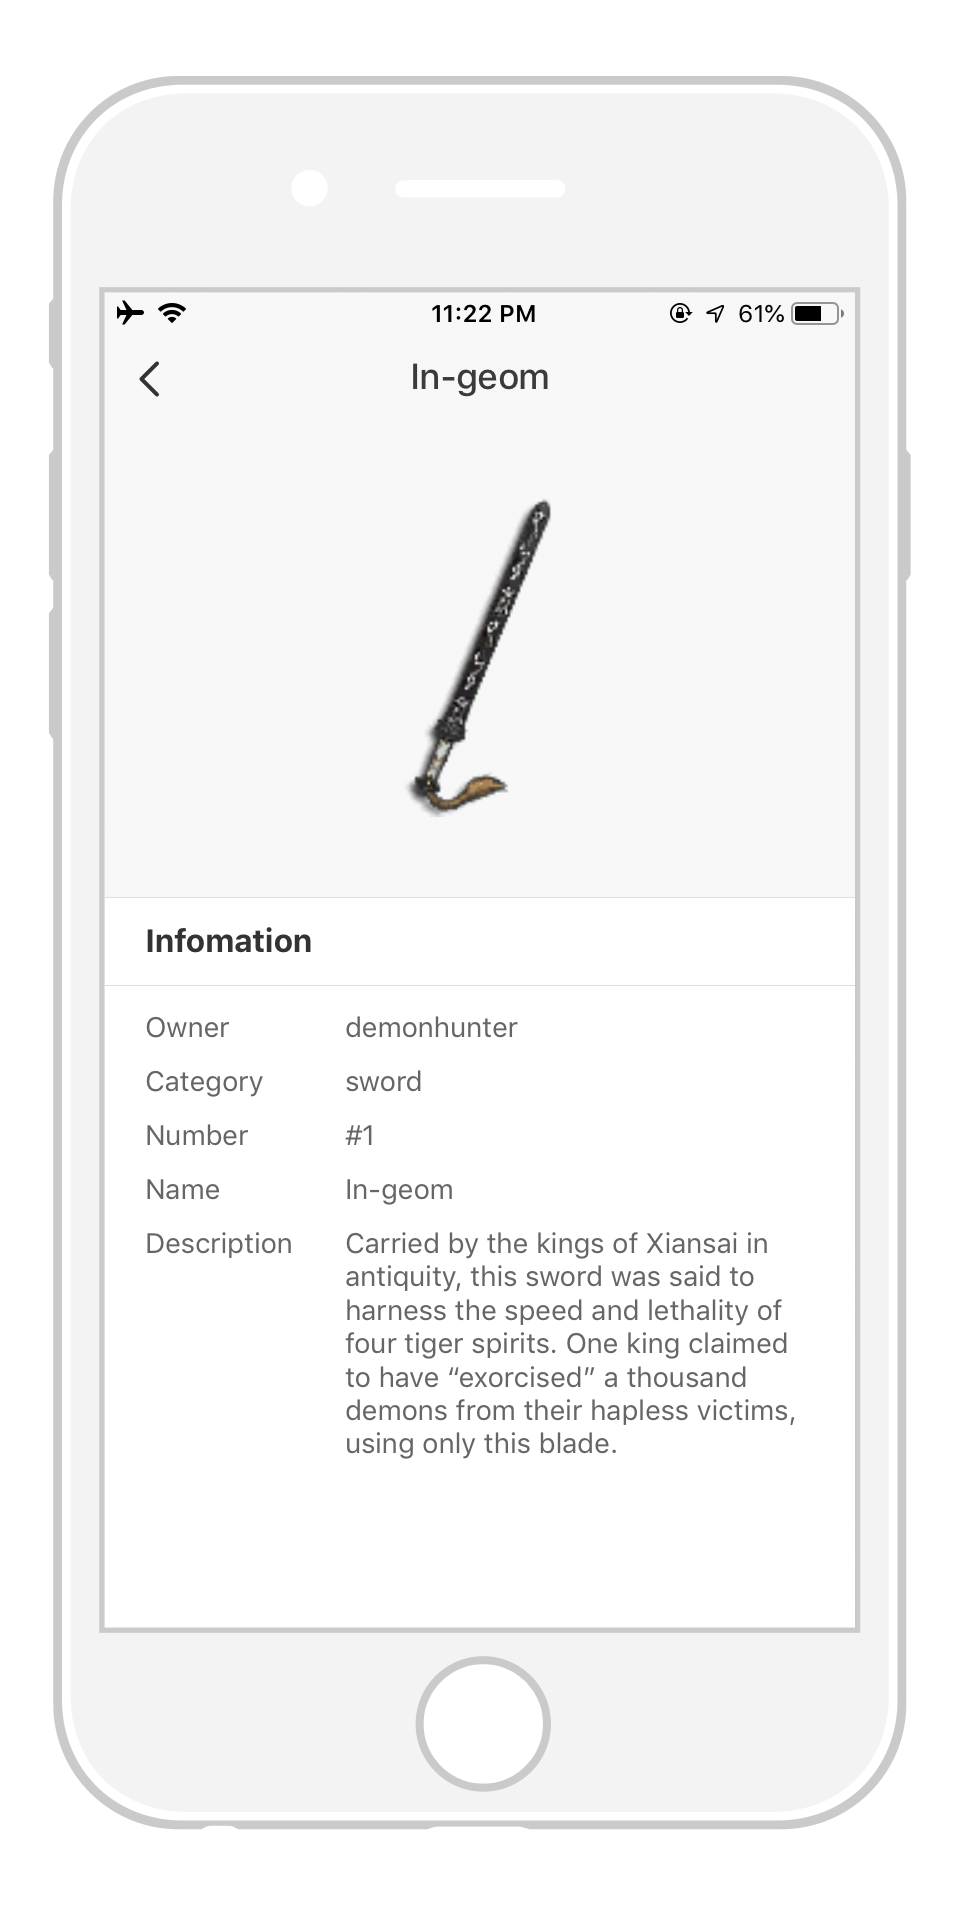 11:22 PM
61%
In-geom
Infomation
Owner demonhunter
Category sword
Number #1
Name In-geom
Description Carried by the kings of Xiansai in
antiquity, this sword was said to
harness the speed and lethality of
four tiger spirits. One king claimed
to have “exorcised” a thousand
demons from their hapless victims,
using only this blade.